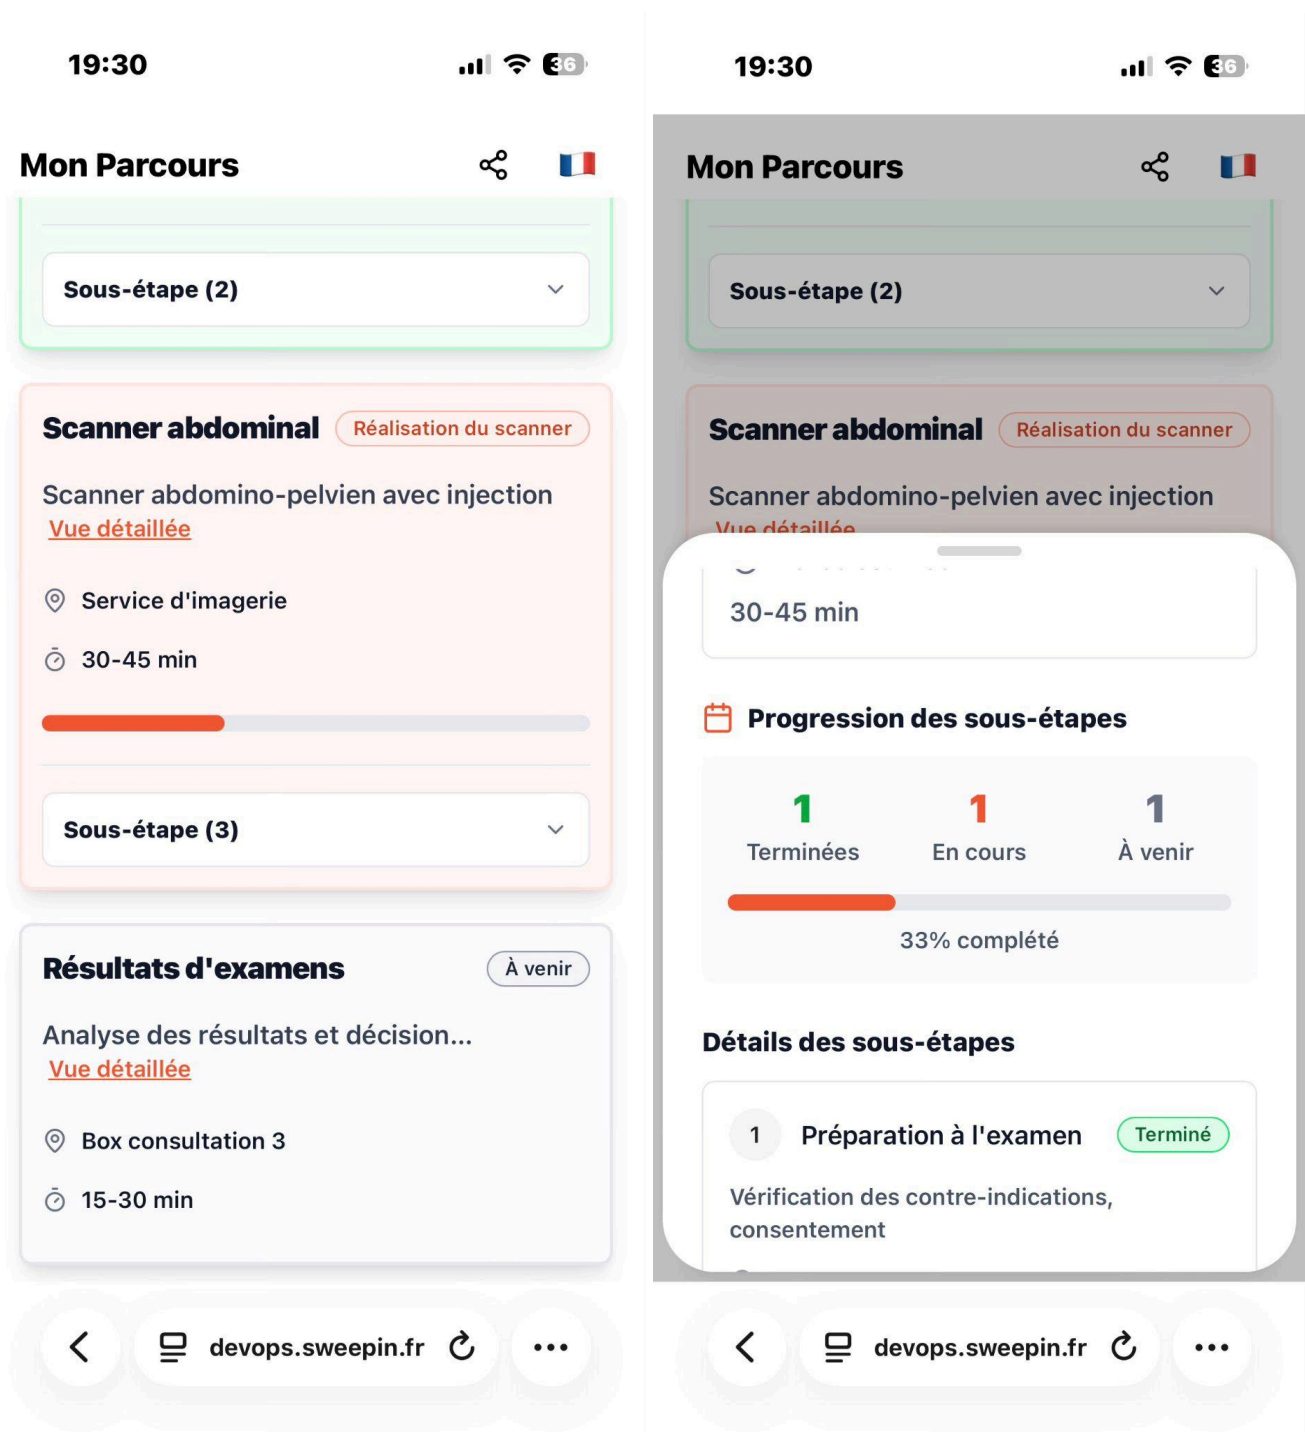 19:30
36
Mon Parcours
Sous-étape (2)
Scanner abdominal
Réalisation du scanner
Scanner abdomino-pelvien avec injection
Vue détaillée
Service d'imagerie
30-45 min
Sous-étape (3)
Résultats d'examens
À venir
Analyse des résultats et décision...
Vue détaillée
Box consultation 3
15-30 min
devops.sweepin.fr
19:30
36
Mon Parcours
Sous-étape (2)
Scanner abdominal
Réalisation du scanner
Scanner abdomino-pelvien avec injection
Vue détaillée
30-45 min
Progression des sous-étapes
1
1
1
Terminées
En cours
À venir
33% complété
Détails des sous-étapes
1
Préparation à l'examen
Terminé
Vérification des contre-indications,
consentement
devops.sweepin.fr